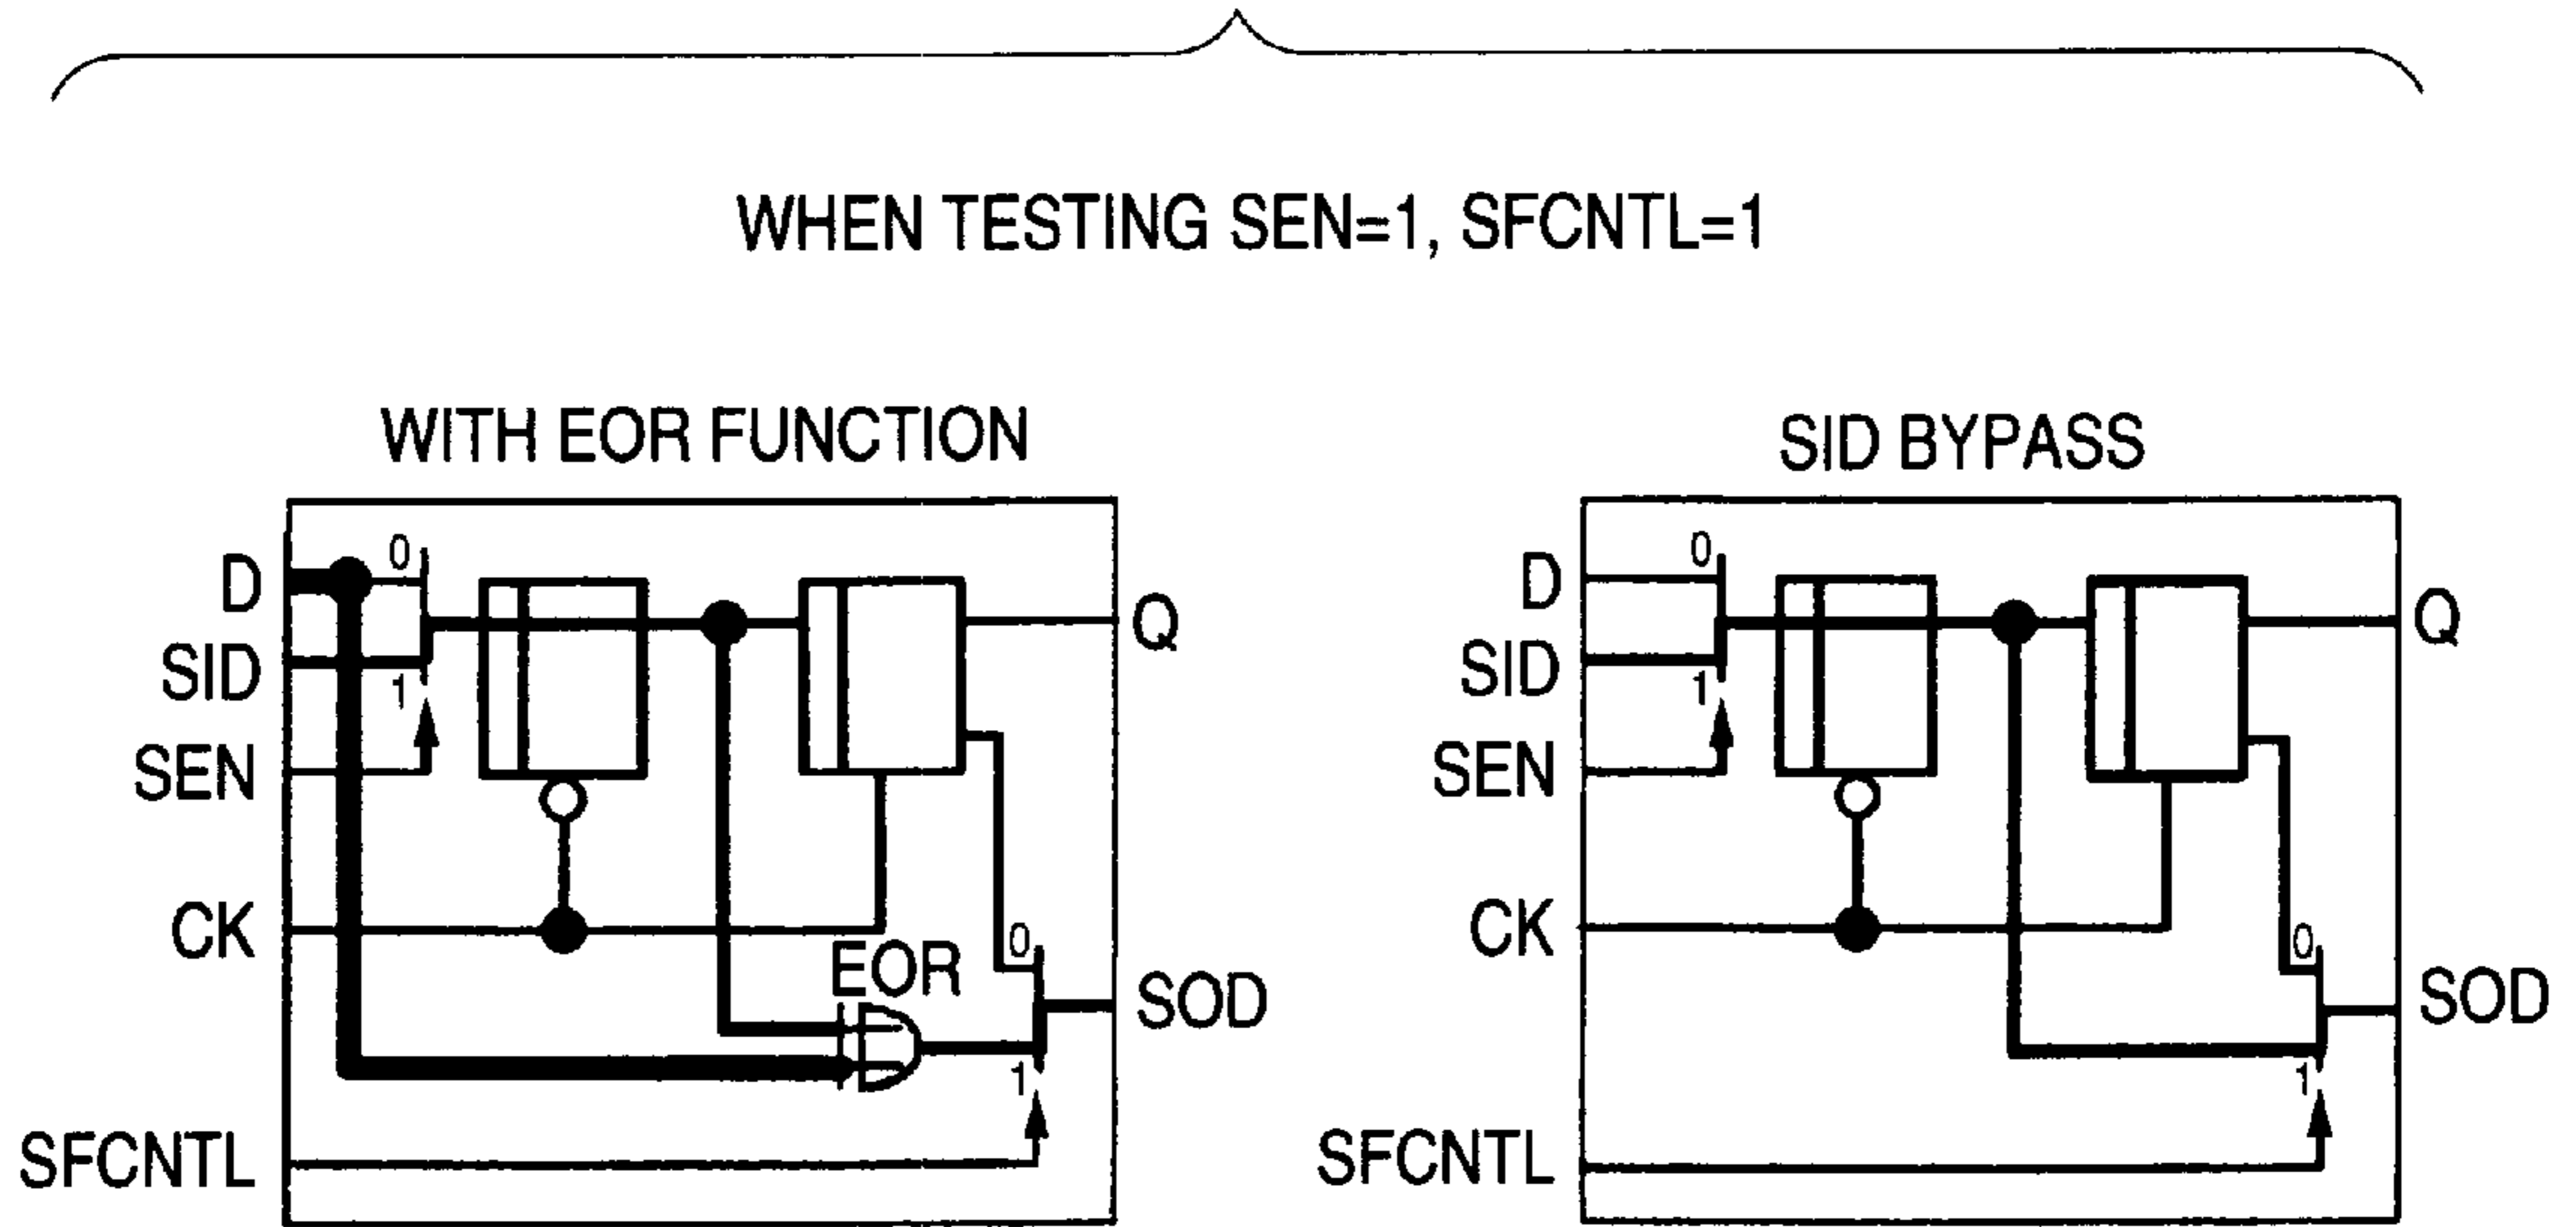 WHEN TESTING SEN=1, SFCNTL=1
WITH EOR FUNCTION
D
0
SID
1
SEN
CK
EOR
0
1
SFCNTL
Q
SOD
SID BYPASS
D
0
SID
1
SEN
CK
0
1
SFCNTL
Q
SOD